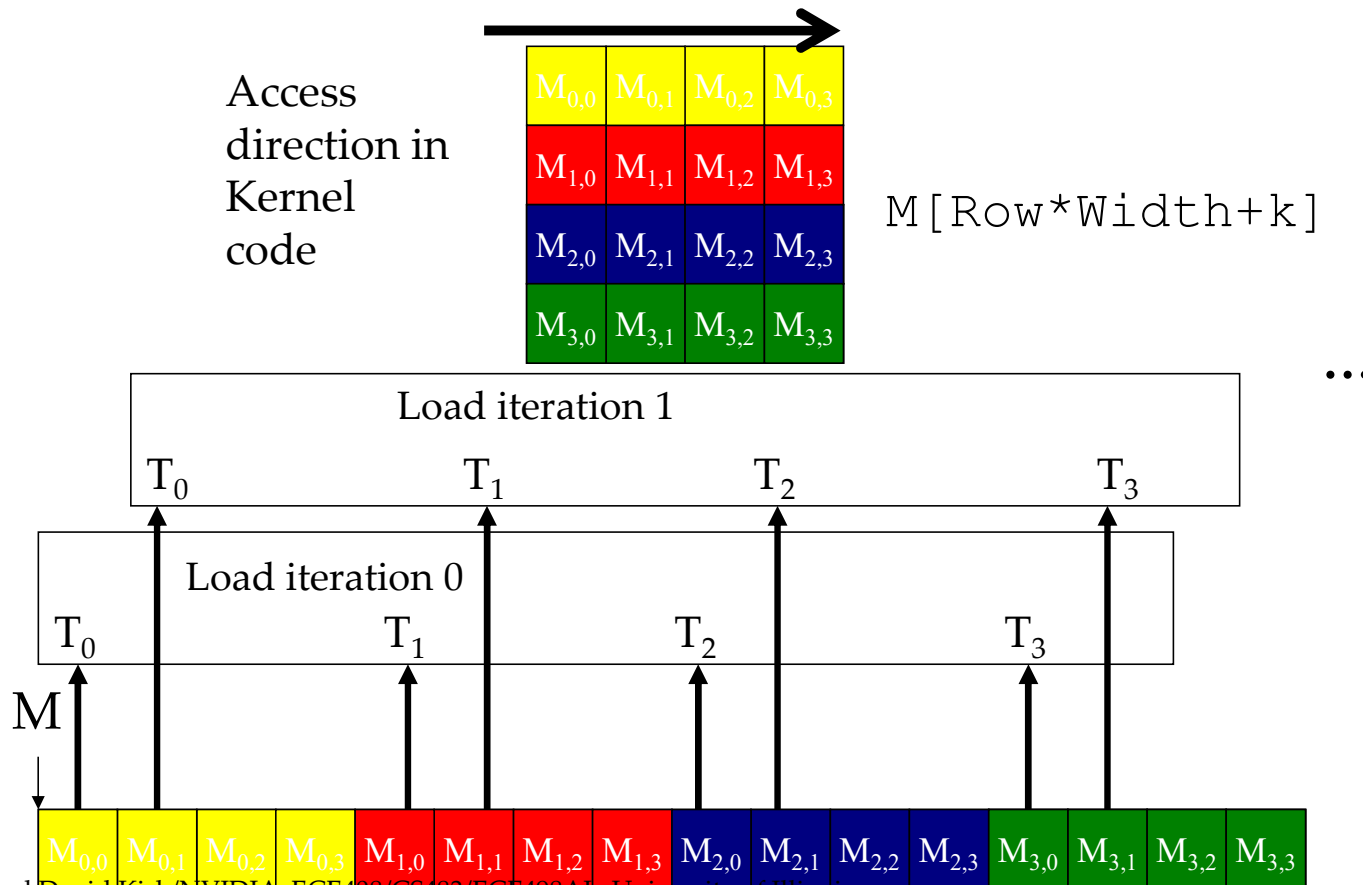 Access
direction in
Kernel
code
M0,0 M0,1 M0,2 M0,3
M1,0 M1,1 M1,2 M1,3
M2,0 M2,1 M2,2 M2,3
M3,0 M3,1 M3,2 M3,3
M[Row*Width+k]
...
Load iteration 1
T0 T1 T2 T3
Load iteration 0
T0 T1 T2 T3
M
M0,0 M0,1 M0,2 M0,3 M1,0 M1,1 M1,2 M1,3 M2,0 M2,1 M2,2 M2,3 M3,0 M3,1 M3,2 M3,3